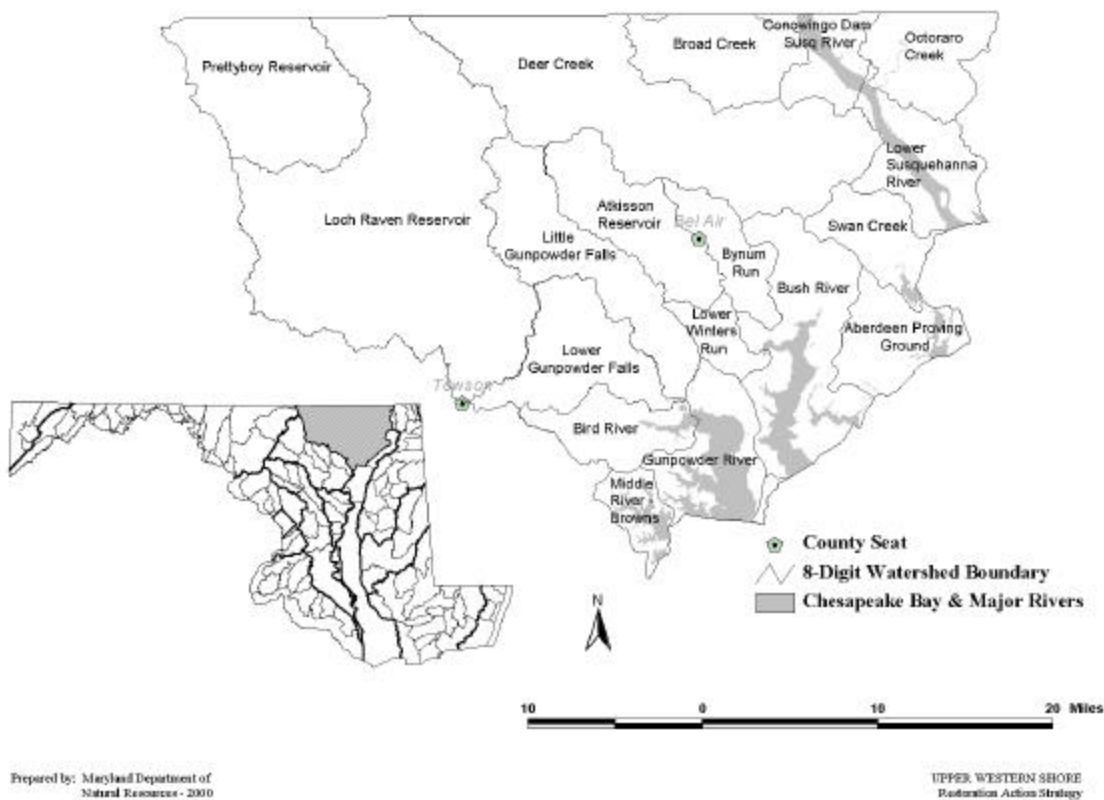 Conowingo Dam
Susq River
Broad Creek
Octoraro
Creek
Prettyboy Reservoir
Deer Creek
Lower
Susquehanna
River
Atkisson
Reservoir
Bel Air
Loch Raven Reservoir
Swan Creek
Little
Gunpowder Falls
Bynum
Run
Bush River
Lower
Winters
Run
Aberdeen Proving
Ground
Lower
Gunpowder Falls
Towson
Bird River
Gunpowder River
Middle
River -
Browns
County Seat
8-Digit Watershed Boundary
Chesapeake Bay & Major Rivers
N
10 0 10 20 Miles
Prepared by: Maryland Department of
Natural Resources - 2000
UPPER WESTERN SHORE
Restoration Action Strategy